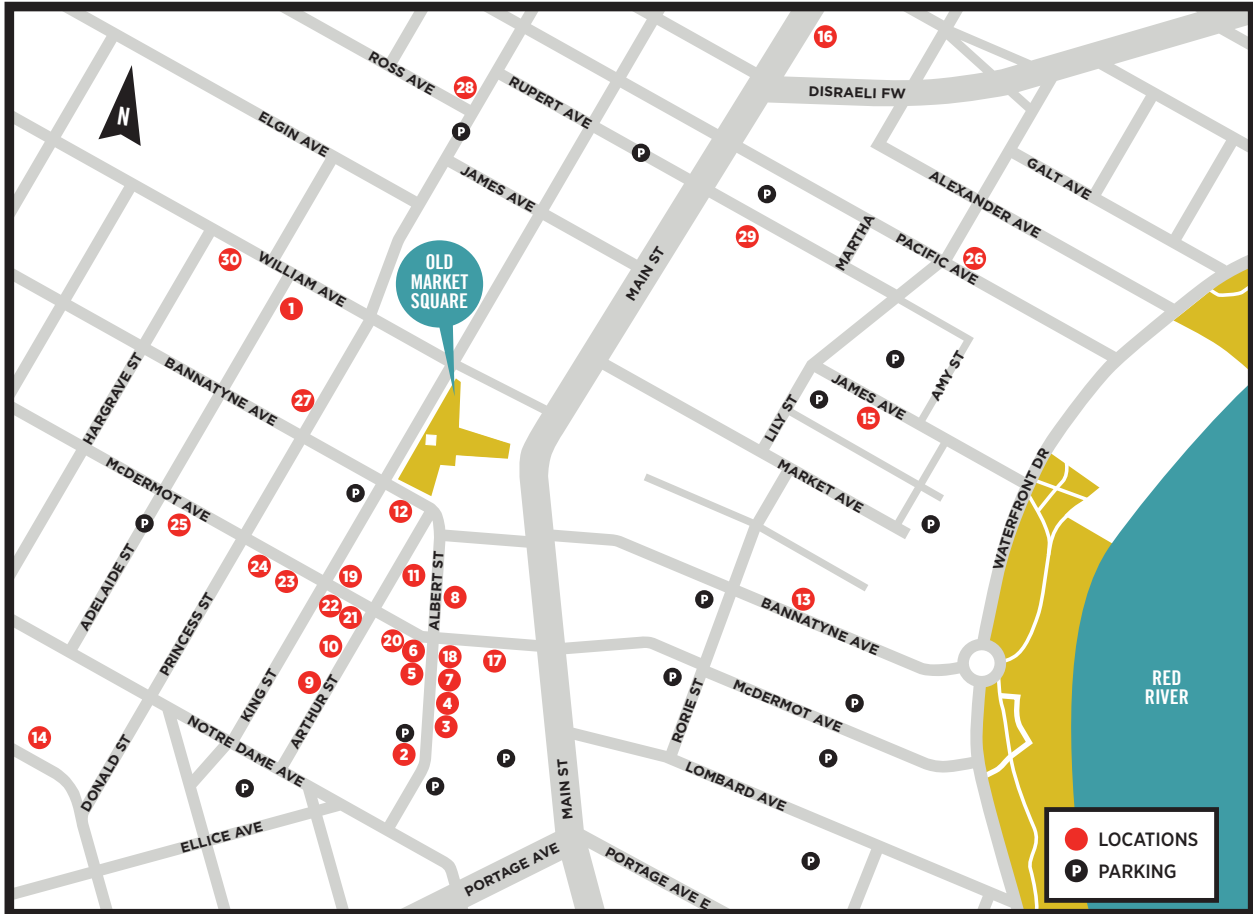 16
ROSS AVE
28
RUPERT AVE
DISRAELI FW
N
P
ELGIN AVE
P
JAMES AVE
GALT AVE
P
ALEXANDER AVE
MARTHA
29
PACIFIC AVE
26
30
WILLIAM AVE
OLD
MARKET
SQUARE
MAIN ST
1
P
AMY ST
HARGRAVE ST
BANNATYNE AVE
27
P
JAMES AVE
15
LILY ST
McDERMOT AVE
P
MARKET AVE
12
P
25
P
WATERFRONT DR
24
23
19
11
ALBERT ST
8
ADELAIDE ST
22
21
P
13
BANNATYNE AVE
PRINCESS ST
10
20
6
18
17
5
7
9
4
3
KING ST
ARTHUR ST
P
2
P
RORIE ST
McDERMOT AVE
P
RED
RIVER
14
NOTRE DAME AVE
DONALD ST
P
P
P
P
LOMBARD AVE
MAIN ST
ELLICE AVE
PORTAGE AVE
PORTAGE AVE E
P
LOCATIONS
P PARKING